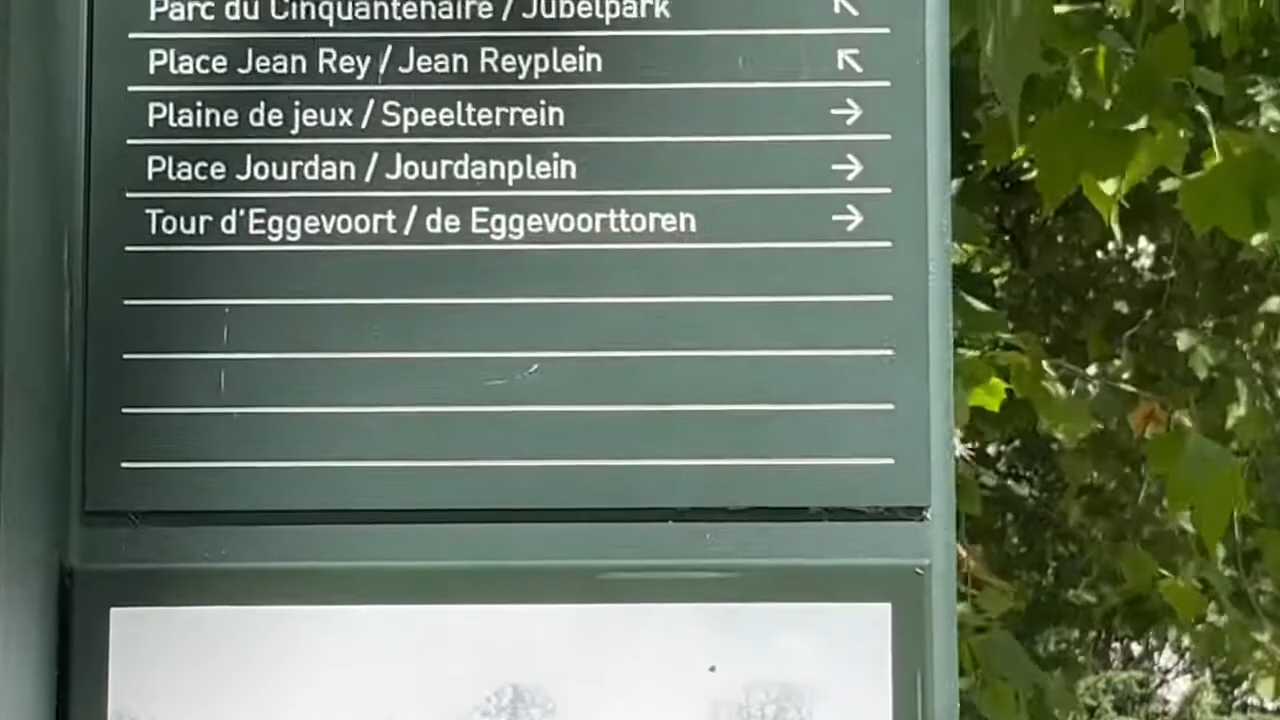 Parc du Cinquantenaire / Jubelpark ↖
Place Jean Rey / Jean Reyplein ↖
Plaine de jeux / Speelterrein →
Place Jourdan / Jourdanplein →
Tour d'Eggevoort / de Eggevoorttoren →